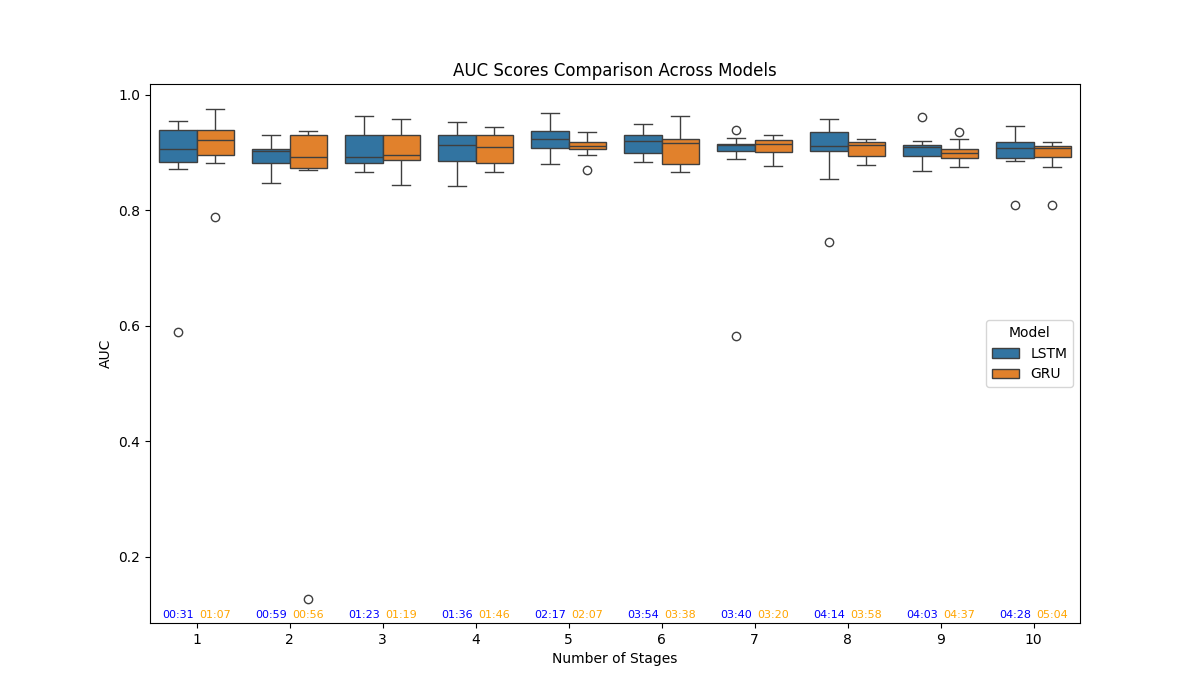 AUC Scores Comparison Across Models
AUC
1.0
0.8
0.6
0.4
0.2
Model
LSTM
GRU
00:31 01:07 00:59 00:56 01:23 01:19 01:36 01:46 02:17 02:07 03:54 03:38 03:40 03:20 04:14 03:58 04:03 04:37 04:28 05:04
1 2 3 4 5 6 7 8 9 10
Number of Stages